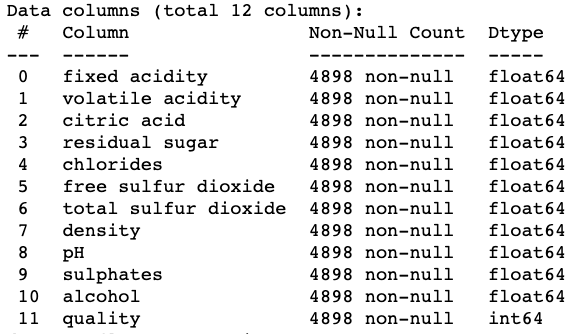 Data columns (total 12 columns):
 #   Column                Non-Null Count  Dtype
---  ------                --------------  -----
 0   fixed acidity         4898 non-null   float64
 1   volatile acidity      4898 non-null   float64
 2   citric acid           4898 non-null   float64
 3   residual sugar        4898 non-null   float64
 4   chlorides             4898 non-null   float64
 5   free sulfur dioxide   4898 non-null   float64
 6   total sulfur dioxide  4898 non-null   float64
 7   density               4898 non-null   float64
 8   pH                    4898 non-null   float64
 9   sulphates             4898 non-null   float64
 10  alcohol               4898 non-null   float64
 11  quality               4898 non-null   int64